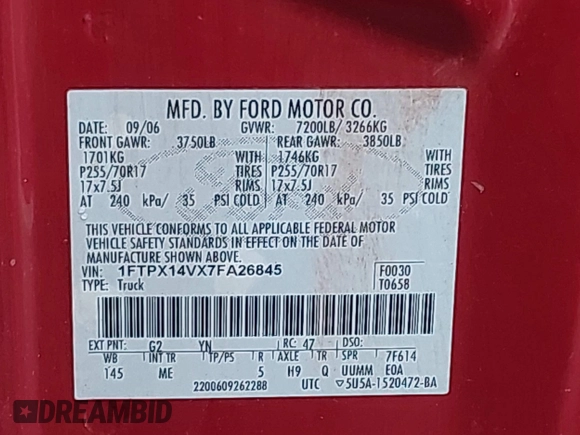 MFD. BY FORD MOTOR CO.
DATE: 09/06 GVWR: 7200LB/ 3266KG
FRONT GAWR: 3750LB REAR GAWR: 3850LB
1701KG WITH 1746KG WITH
P255/70R17 TIRES P255/70R17 TIRES
17x7.5J RIMS 17x7.5J RIMS
AT 240 kPa/ 35 PSI COLD AT 240 kPa/ 35 PSI COLD
THIS VEHICLE CONFORMS TO ALL APPLICABLE FEDERAL MOTOR
VEHICLE SAFETY STANDARDS IN EFFECT ON THE DATE OF MANUFACTURE
SHOWN ABOVE.
VIN: 1FTPX14VX7FA26845 F0030
TYPE: Truck T0658
EXT PNT: G2 YN RC: 47 DSO:
WB INT TR TP/PS R AXLE TR SPR 7F614
145 ME 5 H9 Q UUMM E0A
2200609262288 UTC ▽5U5A-1520472-BA
DREAMBID